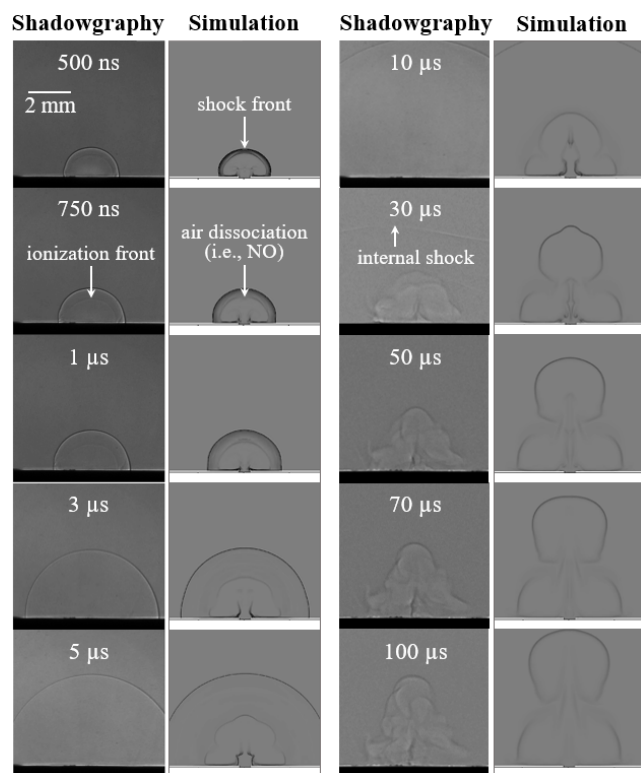 Shadowgraphy Simulation
500 ns
2 mm
shock front
750 ns
ionization front
air dissociation
(i.e., NO)
1 µs
3 µs
5 µs
Shadowgraphy Simulation
10 µs
30 µs
internal shock
50 µs
70 µs
100 µs